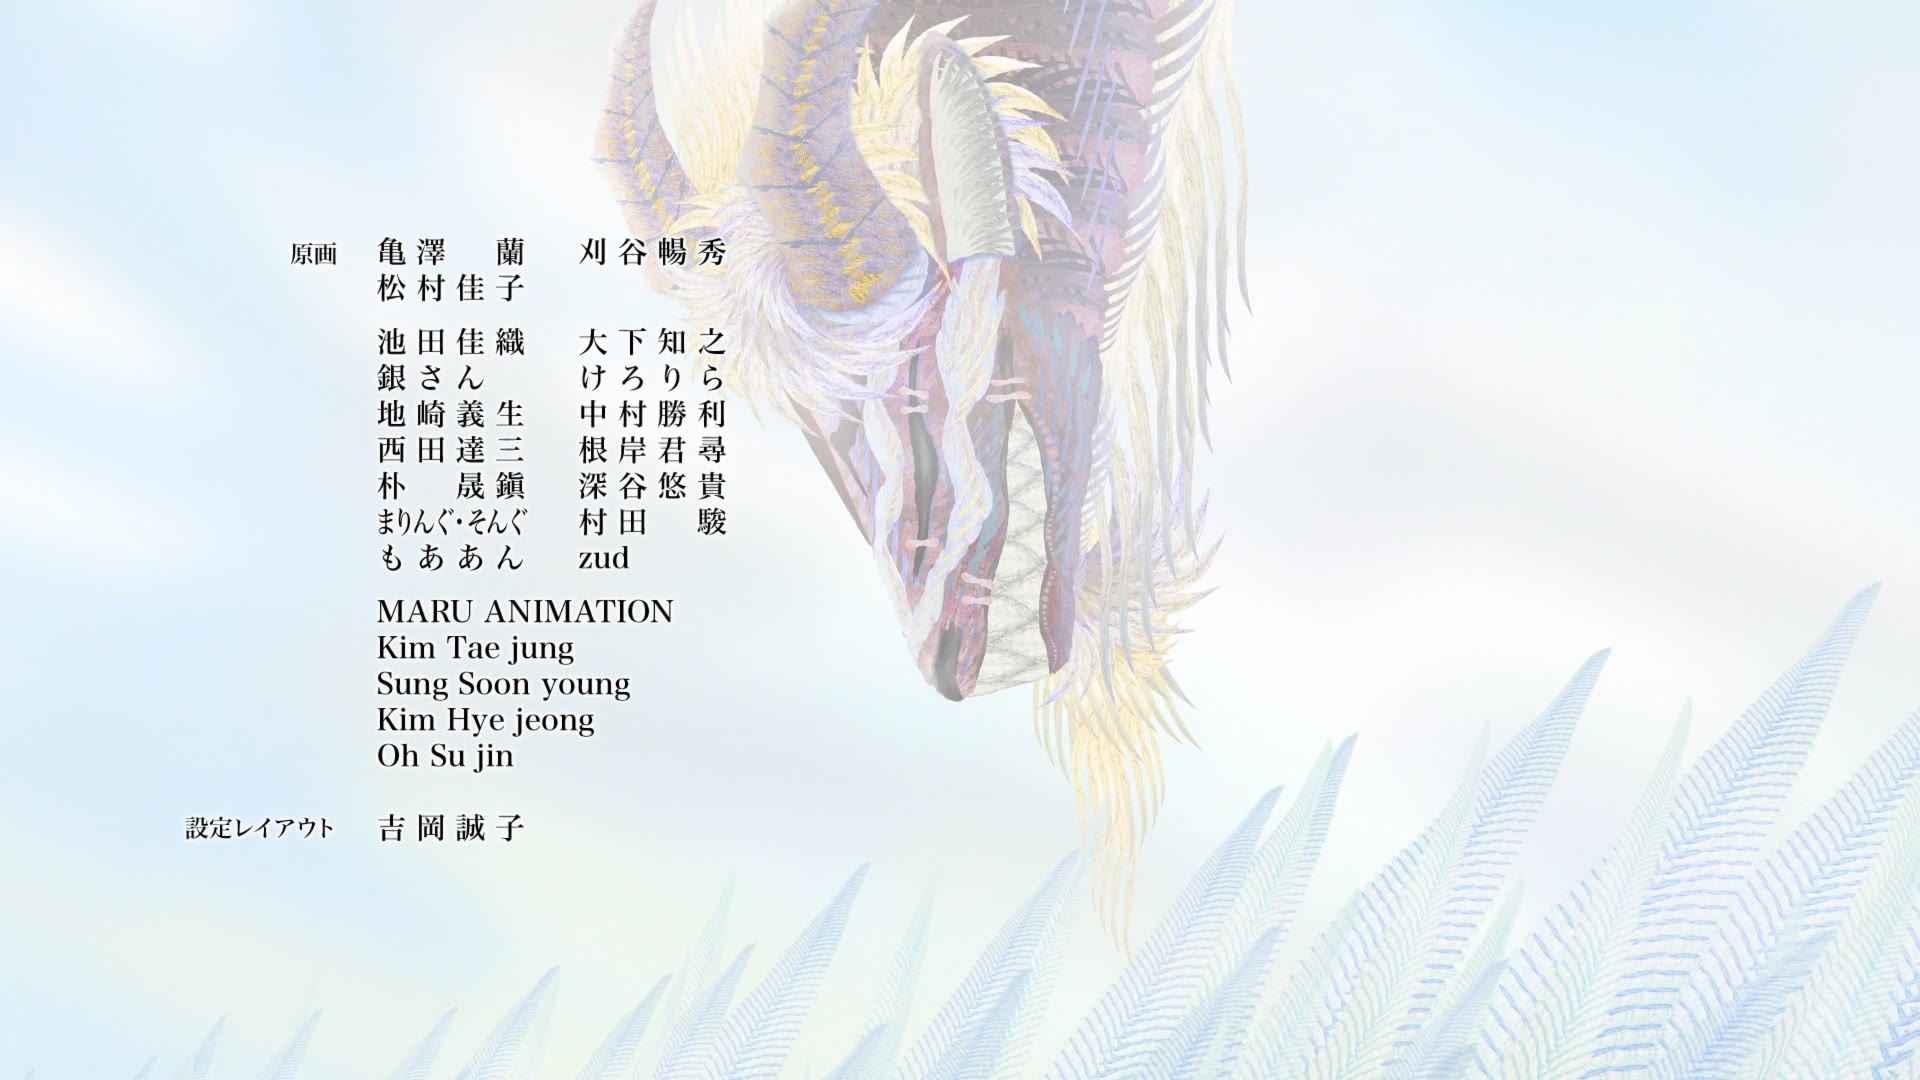 原画 亀澤 蘭 刈谷暢秀
松村佳子
池田佳織 大下知之
銀さん けろりら
地崎義生 中村勝利
西田達三 根岸君尋
朴 晟鎭 深谷悠貴
まりんぐ・そんぐ 村田 駿
もああん zud
MARU ANIMATION
Kim Tae jung
Sung Soon young
Kim Hye jeong
Oh Su jin
設定レイアウト 吉岡誠子